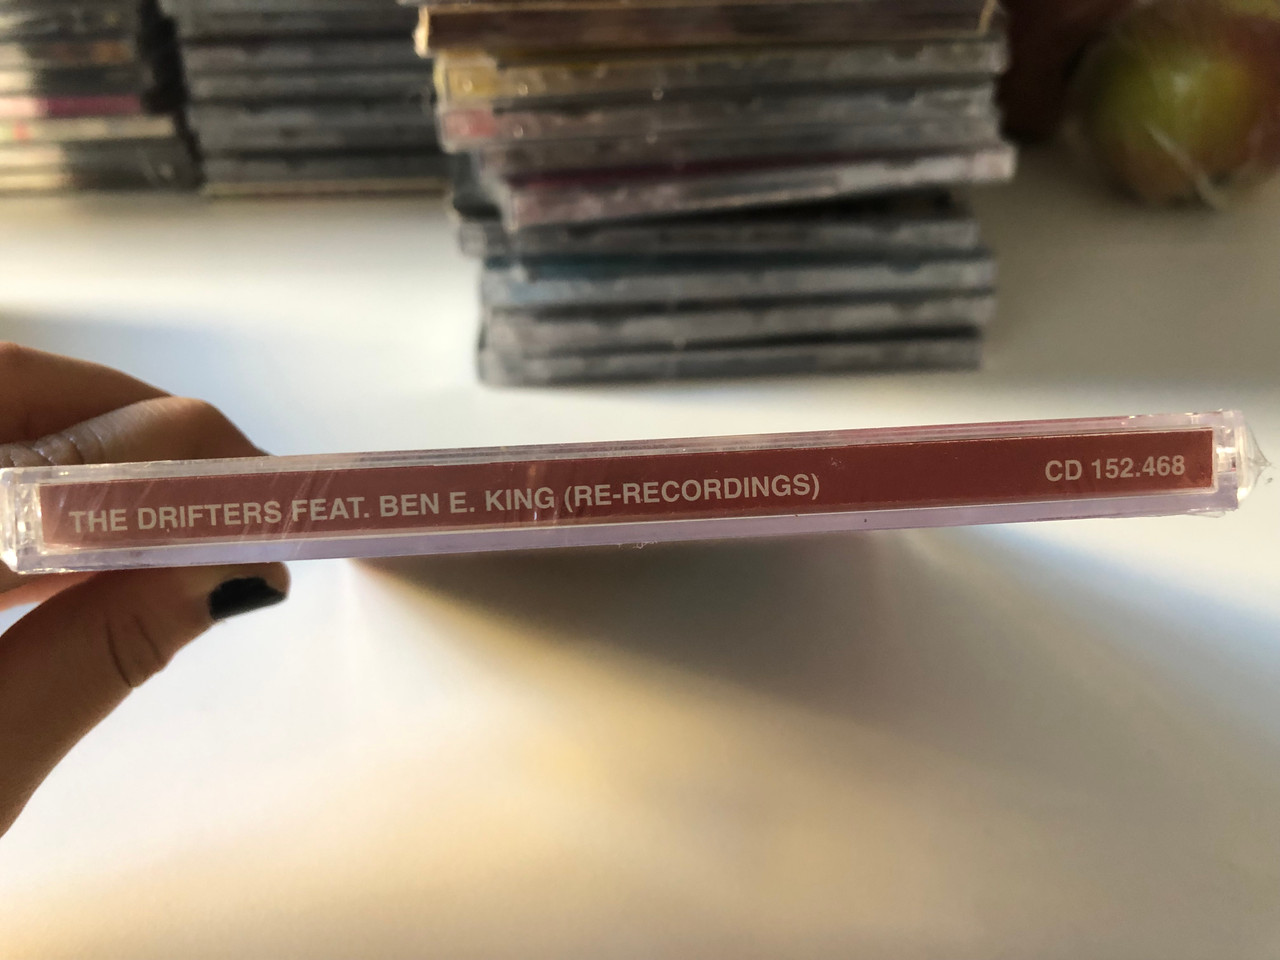 THE DRIFTERS FEAT. BEN E. KING (RE-RECORDINGS) CD 152.468